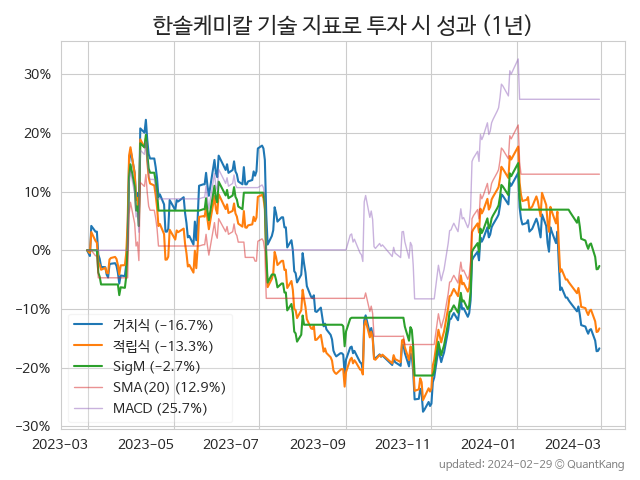 한솔케미칼 기술 지표로 투자 시 성과 (1년)
30%
20%
10%
0%
−10%
−20%
−30%
거치식 (−16.7%)
적립식 (−13.3%)
SigM (−2.7%)
SMA(20) (12.9%)
MACD (25.7%)
2023-03 2023-05 2023-07 2023-09 2023-11 2024-01 2024-03
updated: 2024-02-29 © QuantKang